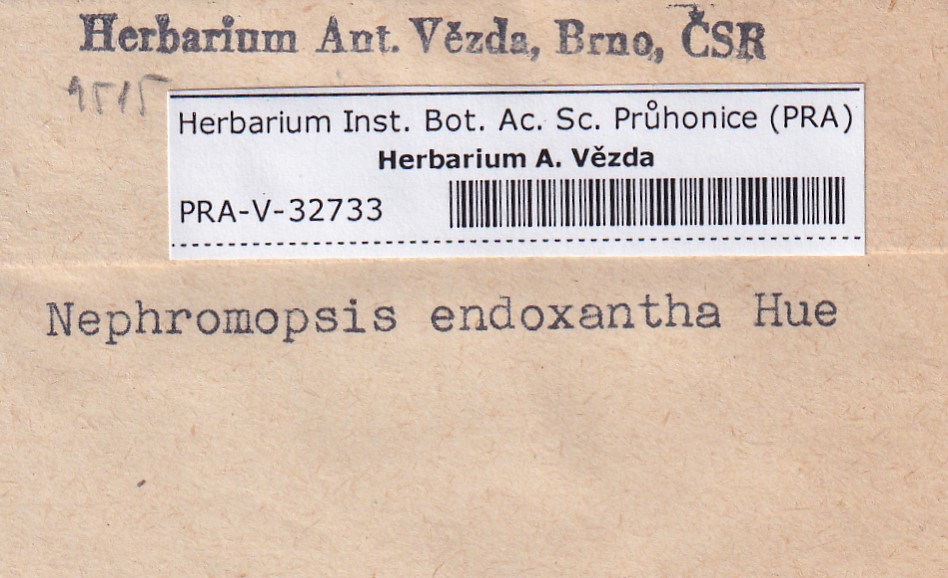 Herbarium Ant. Vězda, Brno, ČSR
1515
Herbarium Inst. Bot. Ac. Sc. Průhonice (PRA)
Herbarium A. Vězda
PRA-V-32733
Nephromopsis endoxantha Hue